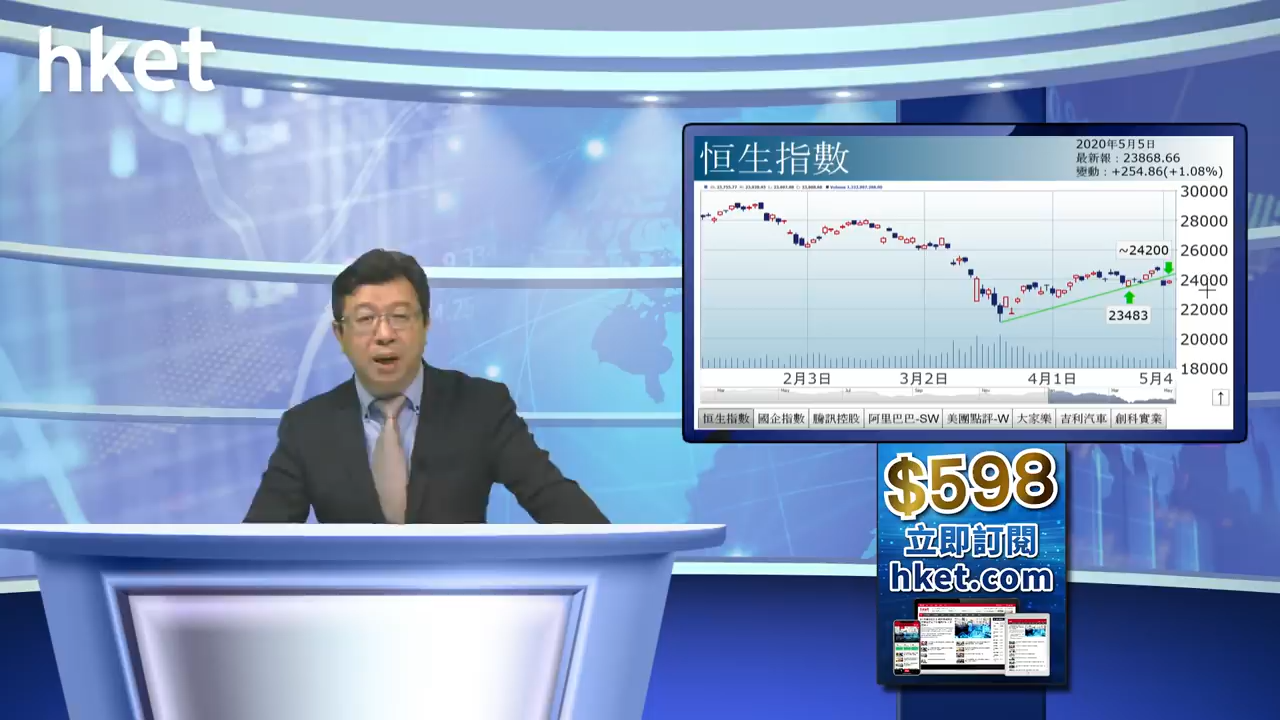 hket
恒生指數
2020年5月5日
最新報：23868.66
變動：+254.86(+1.08%)
30000
28000
26000
24000
22000
20000
18000
~24200
23483
2月3日
3月2日
4月1日
5月4
恒生指數 國企指數 騰訊控股 阿里巴巴-SW 美團點評-W 大家樂 吉利汽車 創科實業
$598
立即訂閱
hket.com